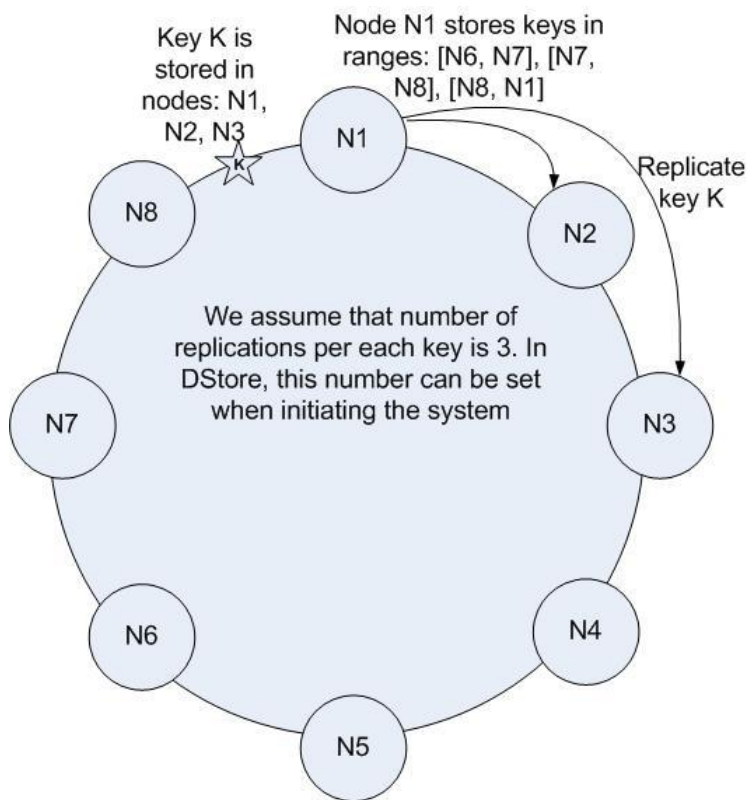 Key K is
stored in
nodes: N1,
N2, N3
Node N1 stores keys in
ranges: [N6, N7], [N7,
N8], [N8, N1]
K
N1
Replicate
key K
N8
N2
We assume that number of
replications per each key is 3. In
DStore, this number can be set
when initiating the system
N7
N3
N6
N4
N5